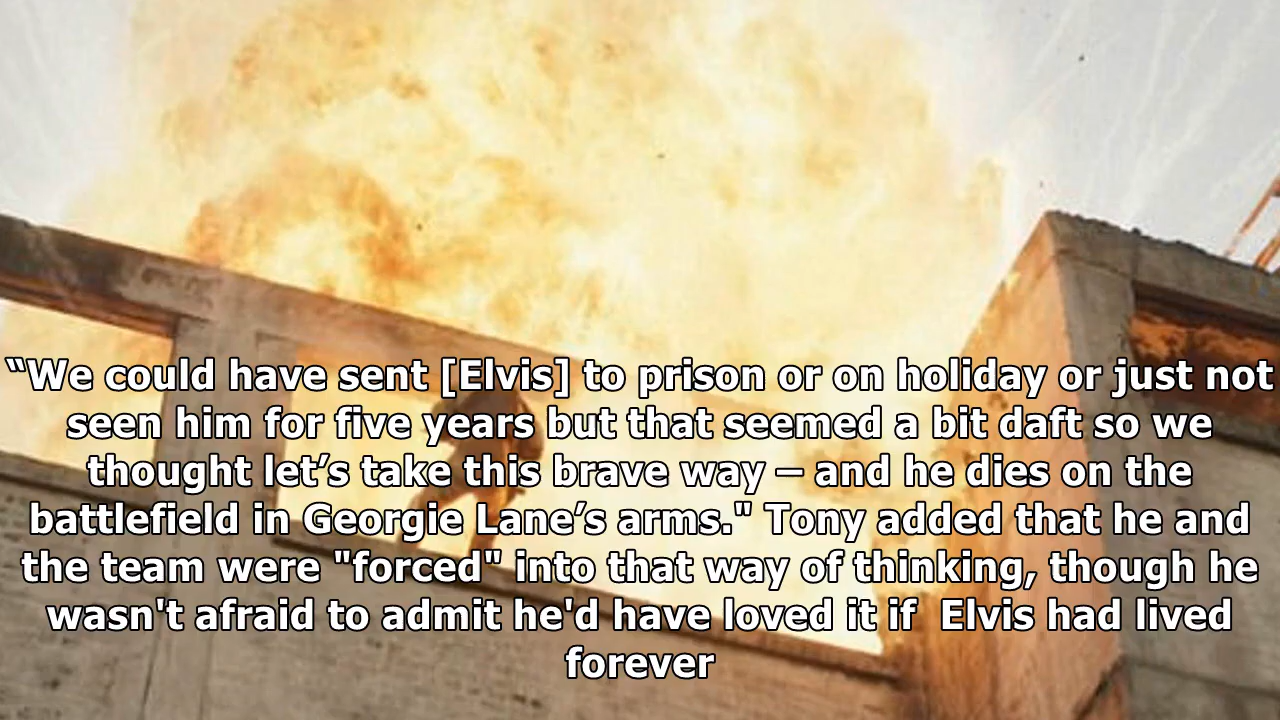 “We could have sent [Elvis] to prison or on holiday or just not
seen him for five years but that seemed a bit daft so we
thought let’s take this brave way – and he dies on the
battlefield in Georgie Lane’s arms." Tony added that he and
the team were "forced" into that way of thinking, though he
wasn't afraid to admit he'd have loved it if  Elvis had lived
forever